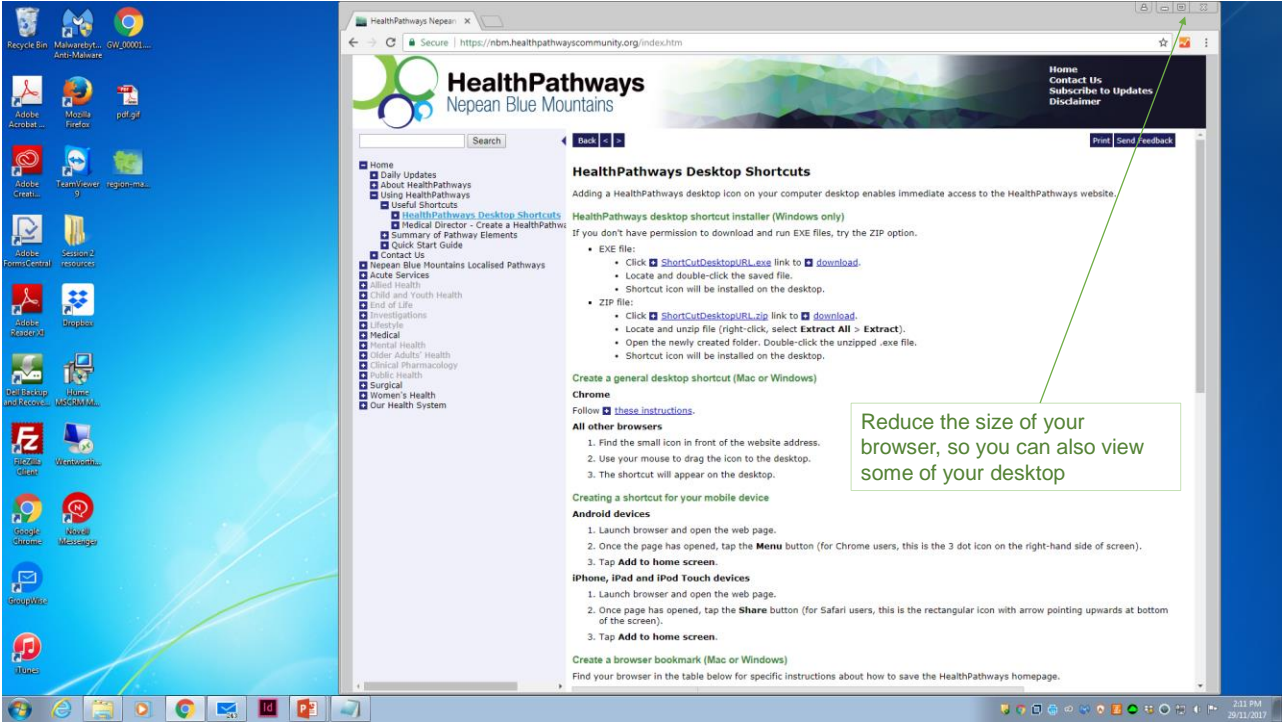 Recycle Bin
Malwarebyt... Anti-Malware
GW_00001....
Adobe Acrobat ...
Mozilla Firefox
pdf.gif
Adobe Creati...
TeamViewer 9
region-ma...
Adobe FormsCentral
Session 2 resources
Adobe Reader XI
Dropbox
Dell Backup and Recove...
Hume MSCRM M...
FileZilla Client
Wentworth...
Google Chrome
Novell Messenger
GroupWise
iTunes
HealthPathways Nepean
Secure | https://nbm.healthpathwayscommunity.org/index.htm
HealthPathways
Nepean Blue Mountains
Home
Contact Us
Subscribe to Updates
Disclaimer
Search
Back < >
Print Send Feedback
Home
Daily Updates
About HealthPathways
Using HealthPathways
Useful Shortcuts
HealthPathways Desktop Shortcuts
Medical Director - Create a HealthPathwa
Summary of Pathway Elements
Quick Start Guide
Contact Us
Nepean Blue Mountains Localised Pathways
Acute Services
Allied Health
Child and Youth Health
End of Life
Investigations
Lifestyle
Medical
Mental Health
Older Adults' Health
Clinical Pharmacology
Public Health
Surgical
Women's Health
Our Health System
HealthPathways Desktop Shortcuts
Adding a HealthPathways desktop icon on your computer desktop enables immediate access to the HealthPathways website.
HealthPathways desktop shortcut installer (Windows only)
If you don't have permission to download and run EXE files, try the ZIP option.
• EXE file:
• Click ShortCutDesktopURL.exe link to download.
• Locate and double-click the saved file.
• Shortcut icon will be installed on the desktop.
• ZIP file:
• Click ShortCutDesktopURL.zip link to download.
• Locate and unzip file (right-click, select Extract All > Extract).
• Open the newly created folder. Double-click the unzipped .exe file.
• Shortcut icon will be installed on the desktop.
Create a general desktop shortcut (Mac or Windows)
Chrome
Follow these instructions.
All other browsers
1. Find the small icon in front of the website address.
2. Use your mouse to drag the icon to the desktop.
3. The shortcut will appear on the desktop.
Reduce the size of your
browser, so you can also view
some of your desktop
Creating a shortcut for your mobile device
Android devices
1. Launch browser and open the web page.
2. Once the page has opened, tap the Menu button (for Chrome users, this is the 3 dot icon on the right-hand side of screen).
3. Tap Add to home screen.
iPhone, iPad and iPod Touch devices
1. Launch browser and open the web page.
2. Once page has opened, tap the Share button (for Safari users, this is the rectangular icon with arrow pointing upwards at bottom
of the screen).
3. Tap Add to home screen.
Create a browser bookmark (Mac or Windows)
Find your browser in the table below for specific instructions about how to save the HealthPathways homepage.
2:11 PM
29/11/2017